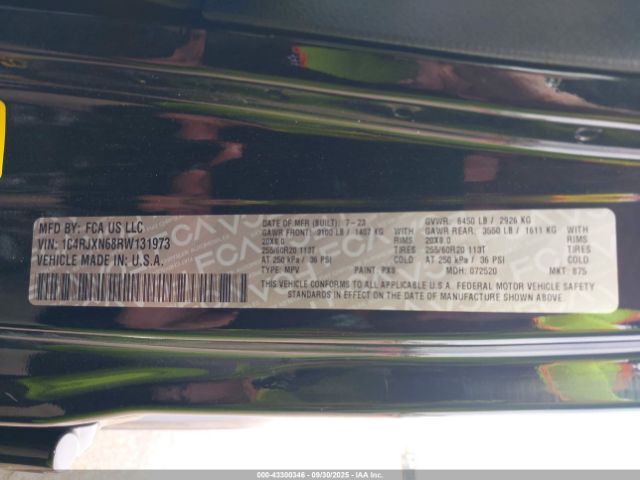 MFD BY: FCA US LLC
VIN: 1C4RJXN68RW131973
VEHICLE MADE IN: U.S.A.
DATE OF MFR (BUILT): 7-23
GVWR: 6450 LB / 2926 KG
GAWR FRONT: 3100 LB / 1407 KG WITH
GAWR REAR: 3550 LB / 1611 KG WITH
20X8.0 RIMS 20X8.0 RIMS
255/60R20 113T TIRES 255/60R20 113T TIRES
AT 250 kPa / 36 PSI COLD AT 250 kPa / 36 PSI COLD
TYPE: MPV PAINT: PX8 MDH: 072520 MKT: 875
THIS VEHICLE CONFORMS TO ALL APPLICABLE U.S.A. FEDERAL MOTOR VEHICLE SAFETY
STANDARDS IN EFFECT ON THE DATE OF MANUFACTURE SHOWN ABOVE
000-43300346 - 09/30/2025 - IAA Inc.